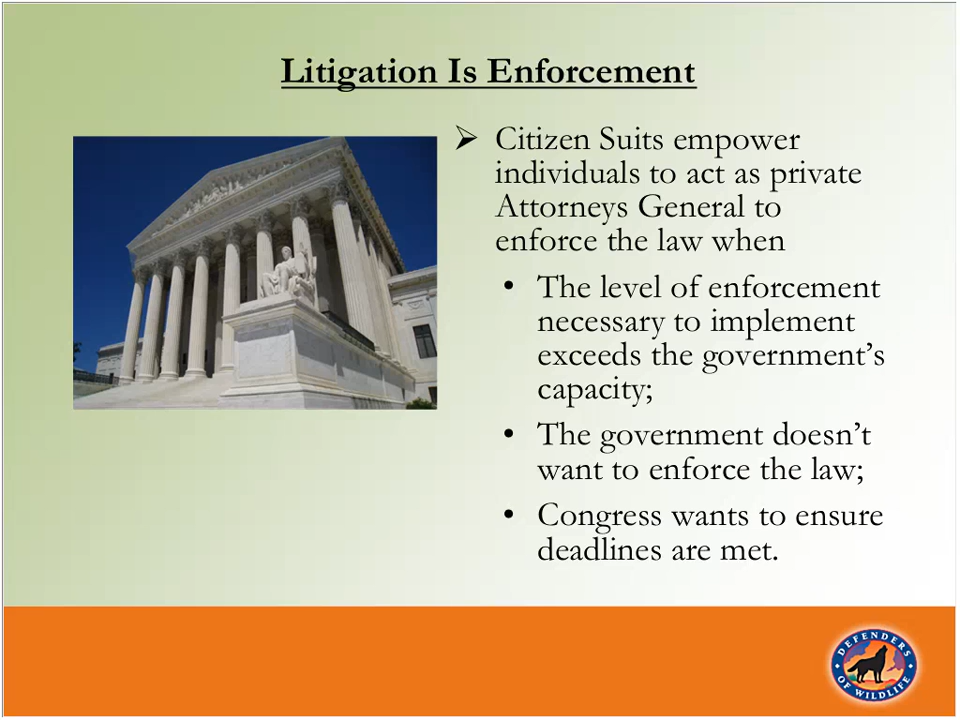 Litigation Is Enforcement
➢ Citizen Suits empower
individuals to act as private
Attorneys General to
enforce the law when
• The level of enforcement
necessary to implement
exceeds the government’s
capacity;
• The government doesn’t
want to enforce the law;
• Congress wants to ensure
deadlines are met.
DEFENDERS
OF WILDLIFE